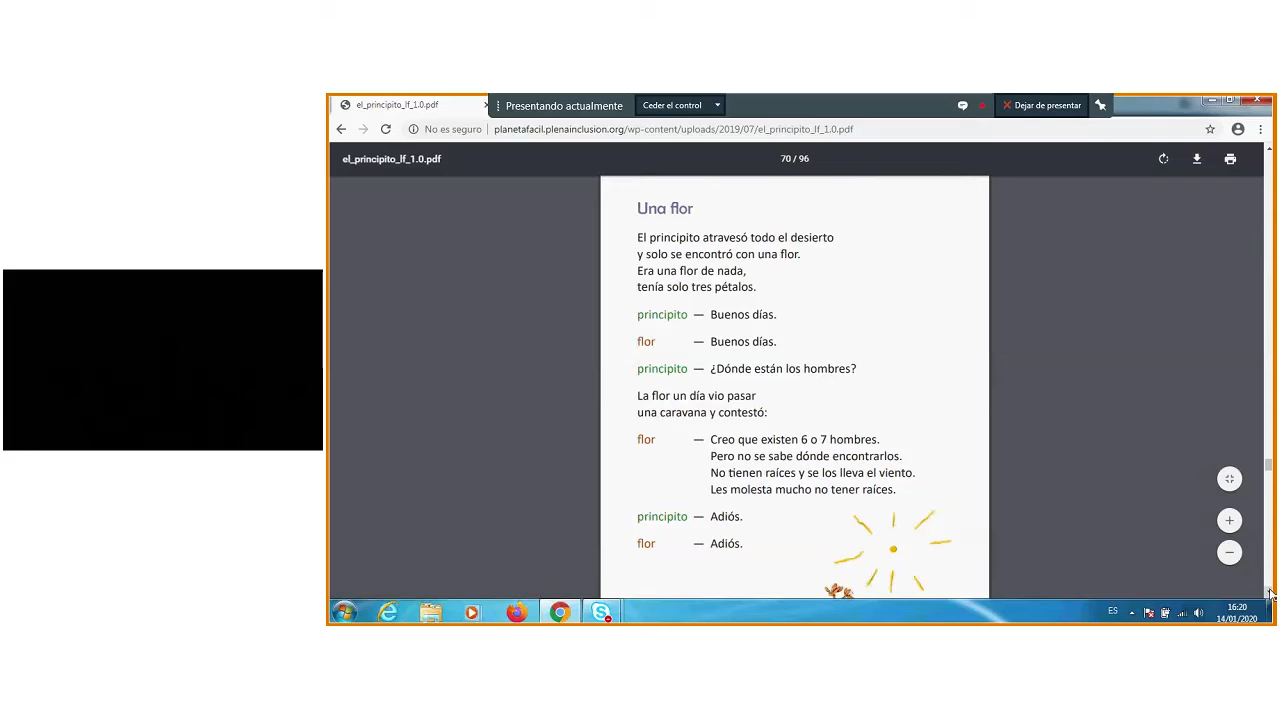 el_principito_lf_1.0.pdf
Presentando actualmente
Ceder el control
Dejar de presentar
No es seguro
planetafacil.plenainclusion.org/wp-content/uploads/2019/07/el_principito_lf_1.0.pdf
el_principito_lf_1.0.pdf
70 / 96
Una flor
El principito atravesó todo el desierto
y solo se encontró con una flor.
Era una flor de nada,
tenía solo tres pétalos.
principito — Buenos días.
flor — Buenos días.
principito — ¿Dónde están los hombres?
La flor un día vio pasar
una caravana y contestó:
flor — Creo que existen 6 o 7 hombres.
Pero no se sabe dónde encontrarlos.
No tienen raíces y se los lleva el viento.
Les molesta mucho no tener raíces.
principito — Adiós.
flor — Adiós.
ES
16:20
14/01/2020